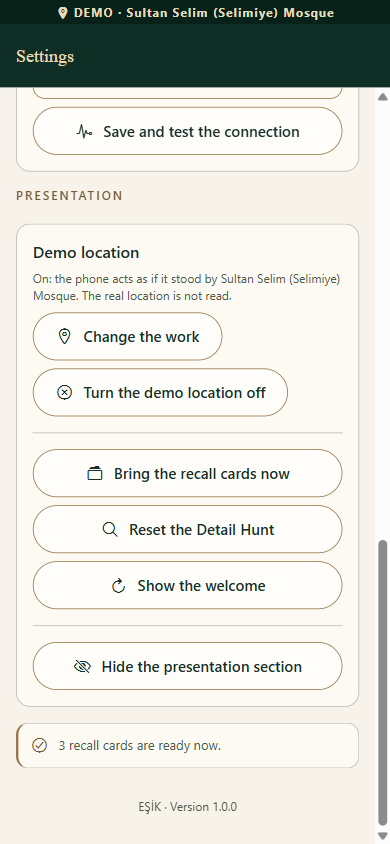 DEMO · Sultan Selim (Selimiye) Mosque
Settings
Save and test the connection
PRESENTATION
Demo location
On: the phone acts as if it stood by Sultan Selim (Selimiye)
Mosque. The real location is not read.
Change the work
Turn the demo location off
Bring the recall cards now
Reset the Detail Hunt
Show the welcome
Hide the presentation section
3 recall cards are ready now.
EŞİK · Version 1.0.0